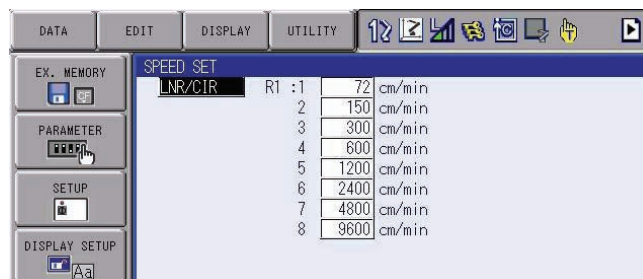 DATA EDIT DISPLAY UTILITY
EX. MEMORY
CF
PARAMETER
SETUP
DISPLAY SETUP
Aa
SPEED SET
LNR/CIR R1 :1 72 cm/min
2 150 cm/min
3 300 cm/min
4 600 cm/min
5 1200 cm/min
6 2400 cm/min
7 4800 cm/min
8 9600 cm/min